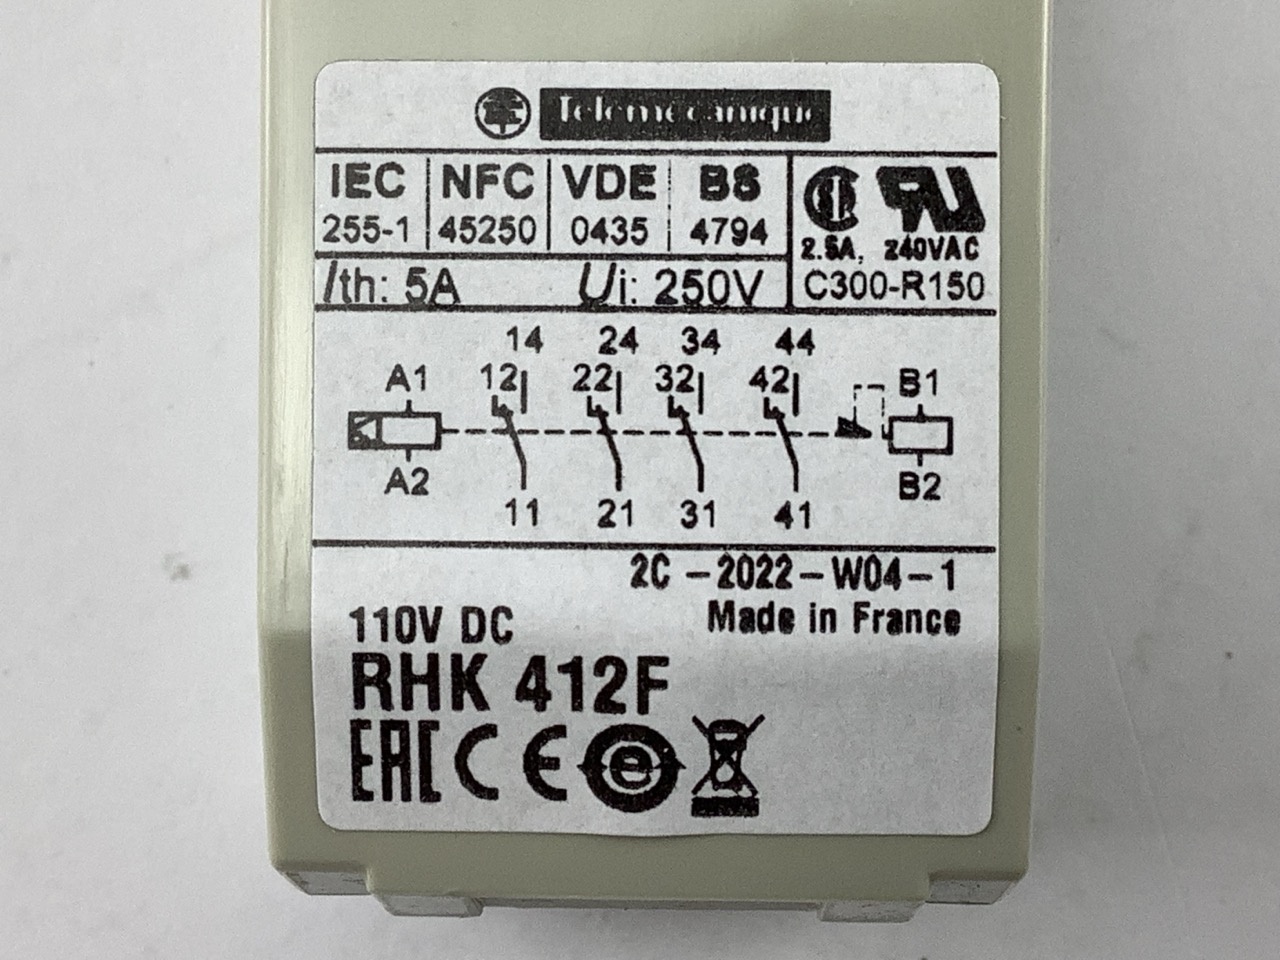 Telemecanique
IEC NFC VDE BS
255-1 45250 0435 4794
2.5A, 240VAC
Ith: 5A Ui: 250V
C300-R150
14 24 34 44
A1 12 22 32 42 B1
A2 B2
11 21 31 41
2C-2022-W04-1
Made in France
110V DC
RHK 412F
EAC CE